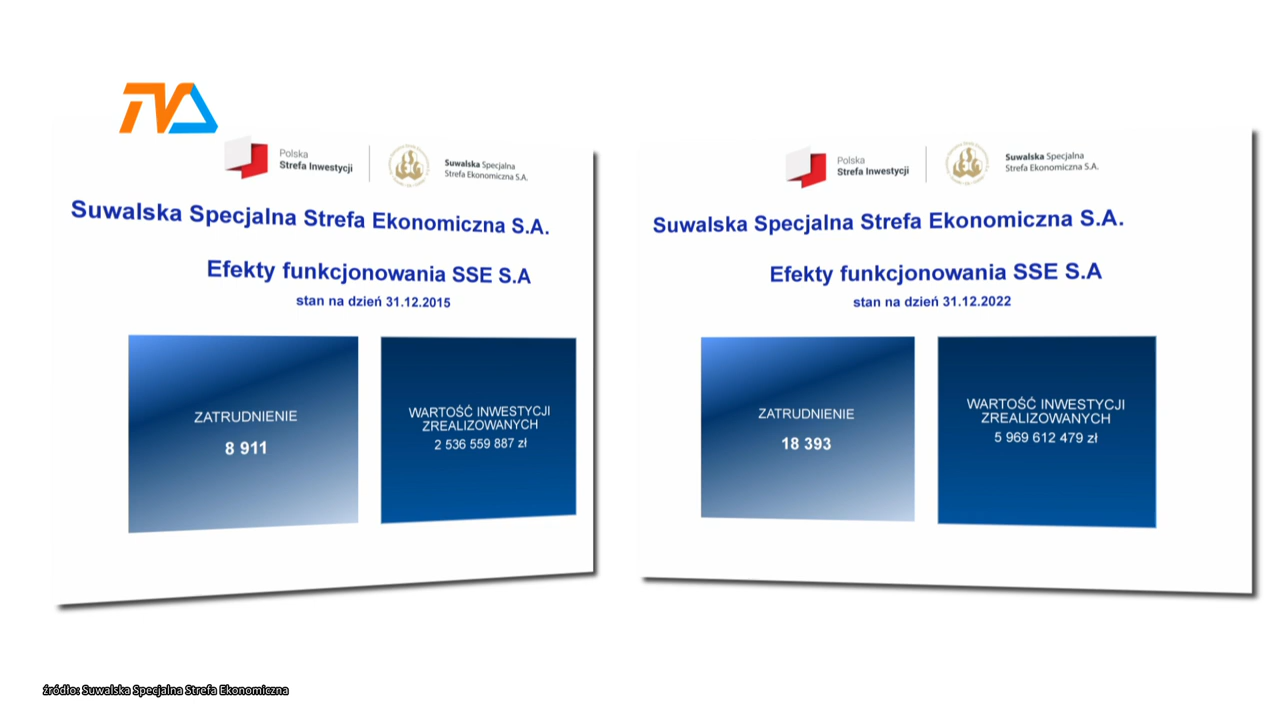 TVA
Polska
Strefa Inwestycji
Suwalska Specjalna
Strefa Ekonomiczna S.A.
Suwalska Specjalna Strefa Ekonomiczna S.A.
Efekty funkcjonowania SSE S.A
stan na dzień 31.12.2015
ZATRUDNIENIE
8 911
WARTOŚĆ INWESTYCJI
ZREALIZOWANYCH
2 536 559 887 zł
Polska
Strefa Inwestycji
Suwalska Specjalna
Strefa Ekonomiczna S.A.
Suwalska Specjalna Strefa Ekonomiczna S.A.
Efekty funkcjonowania SSE S.A
stan na dzień 31.12.2022
ZATRUDNIENIE
18 393
WARTOŚĆ INWESTYCJI
ZREALIZOWANYCH
5 969 612 479 zł
źródło: Suwalska Specjalna Strefa Ekonomiczna